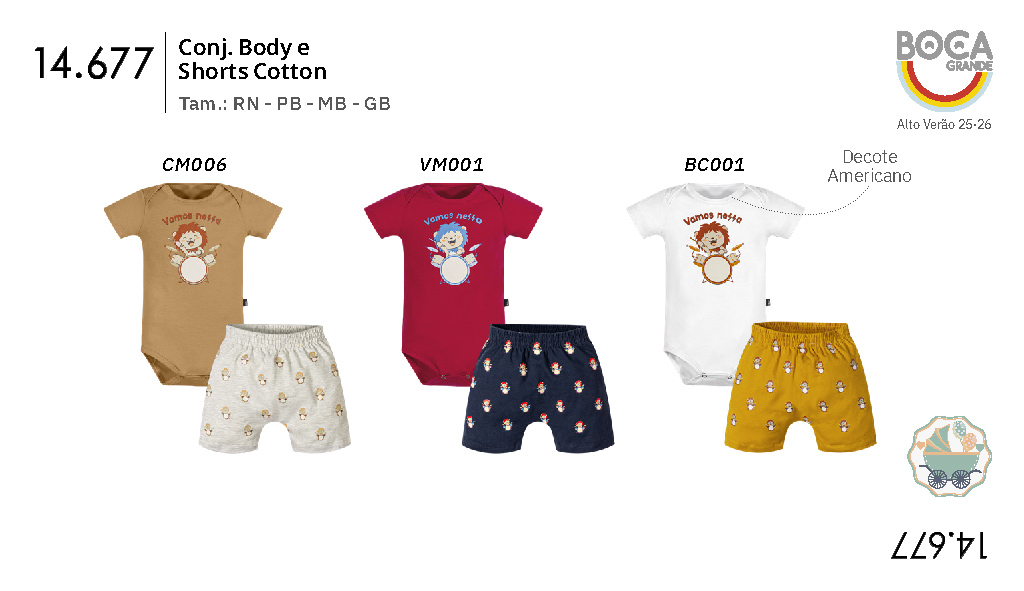 14.677
Conj. Body e
Shorts Cotton
Tam.: RN - PB - MB - GB
BOCA
GRANDE
Alto Verão 25-26
CM006
VM001
BC001
Decote
Americano
Vamos nessa
Vamos nessa
Vamos nessa
14.677